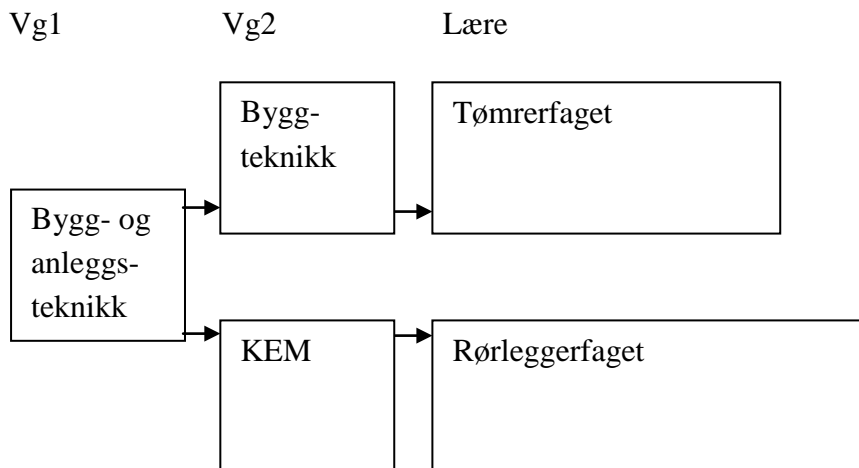 Vg1 Vg2 Lære
Bygg-
teknikk
Tømrerfaget
Bygg- og
anleggs-
teknikk
KEM
Rørleggerfaget